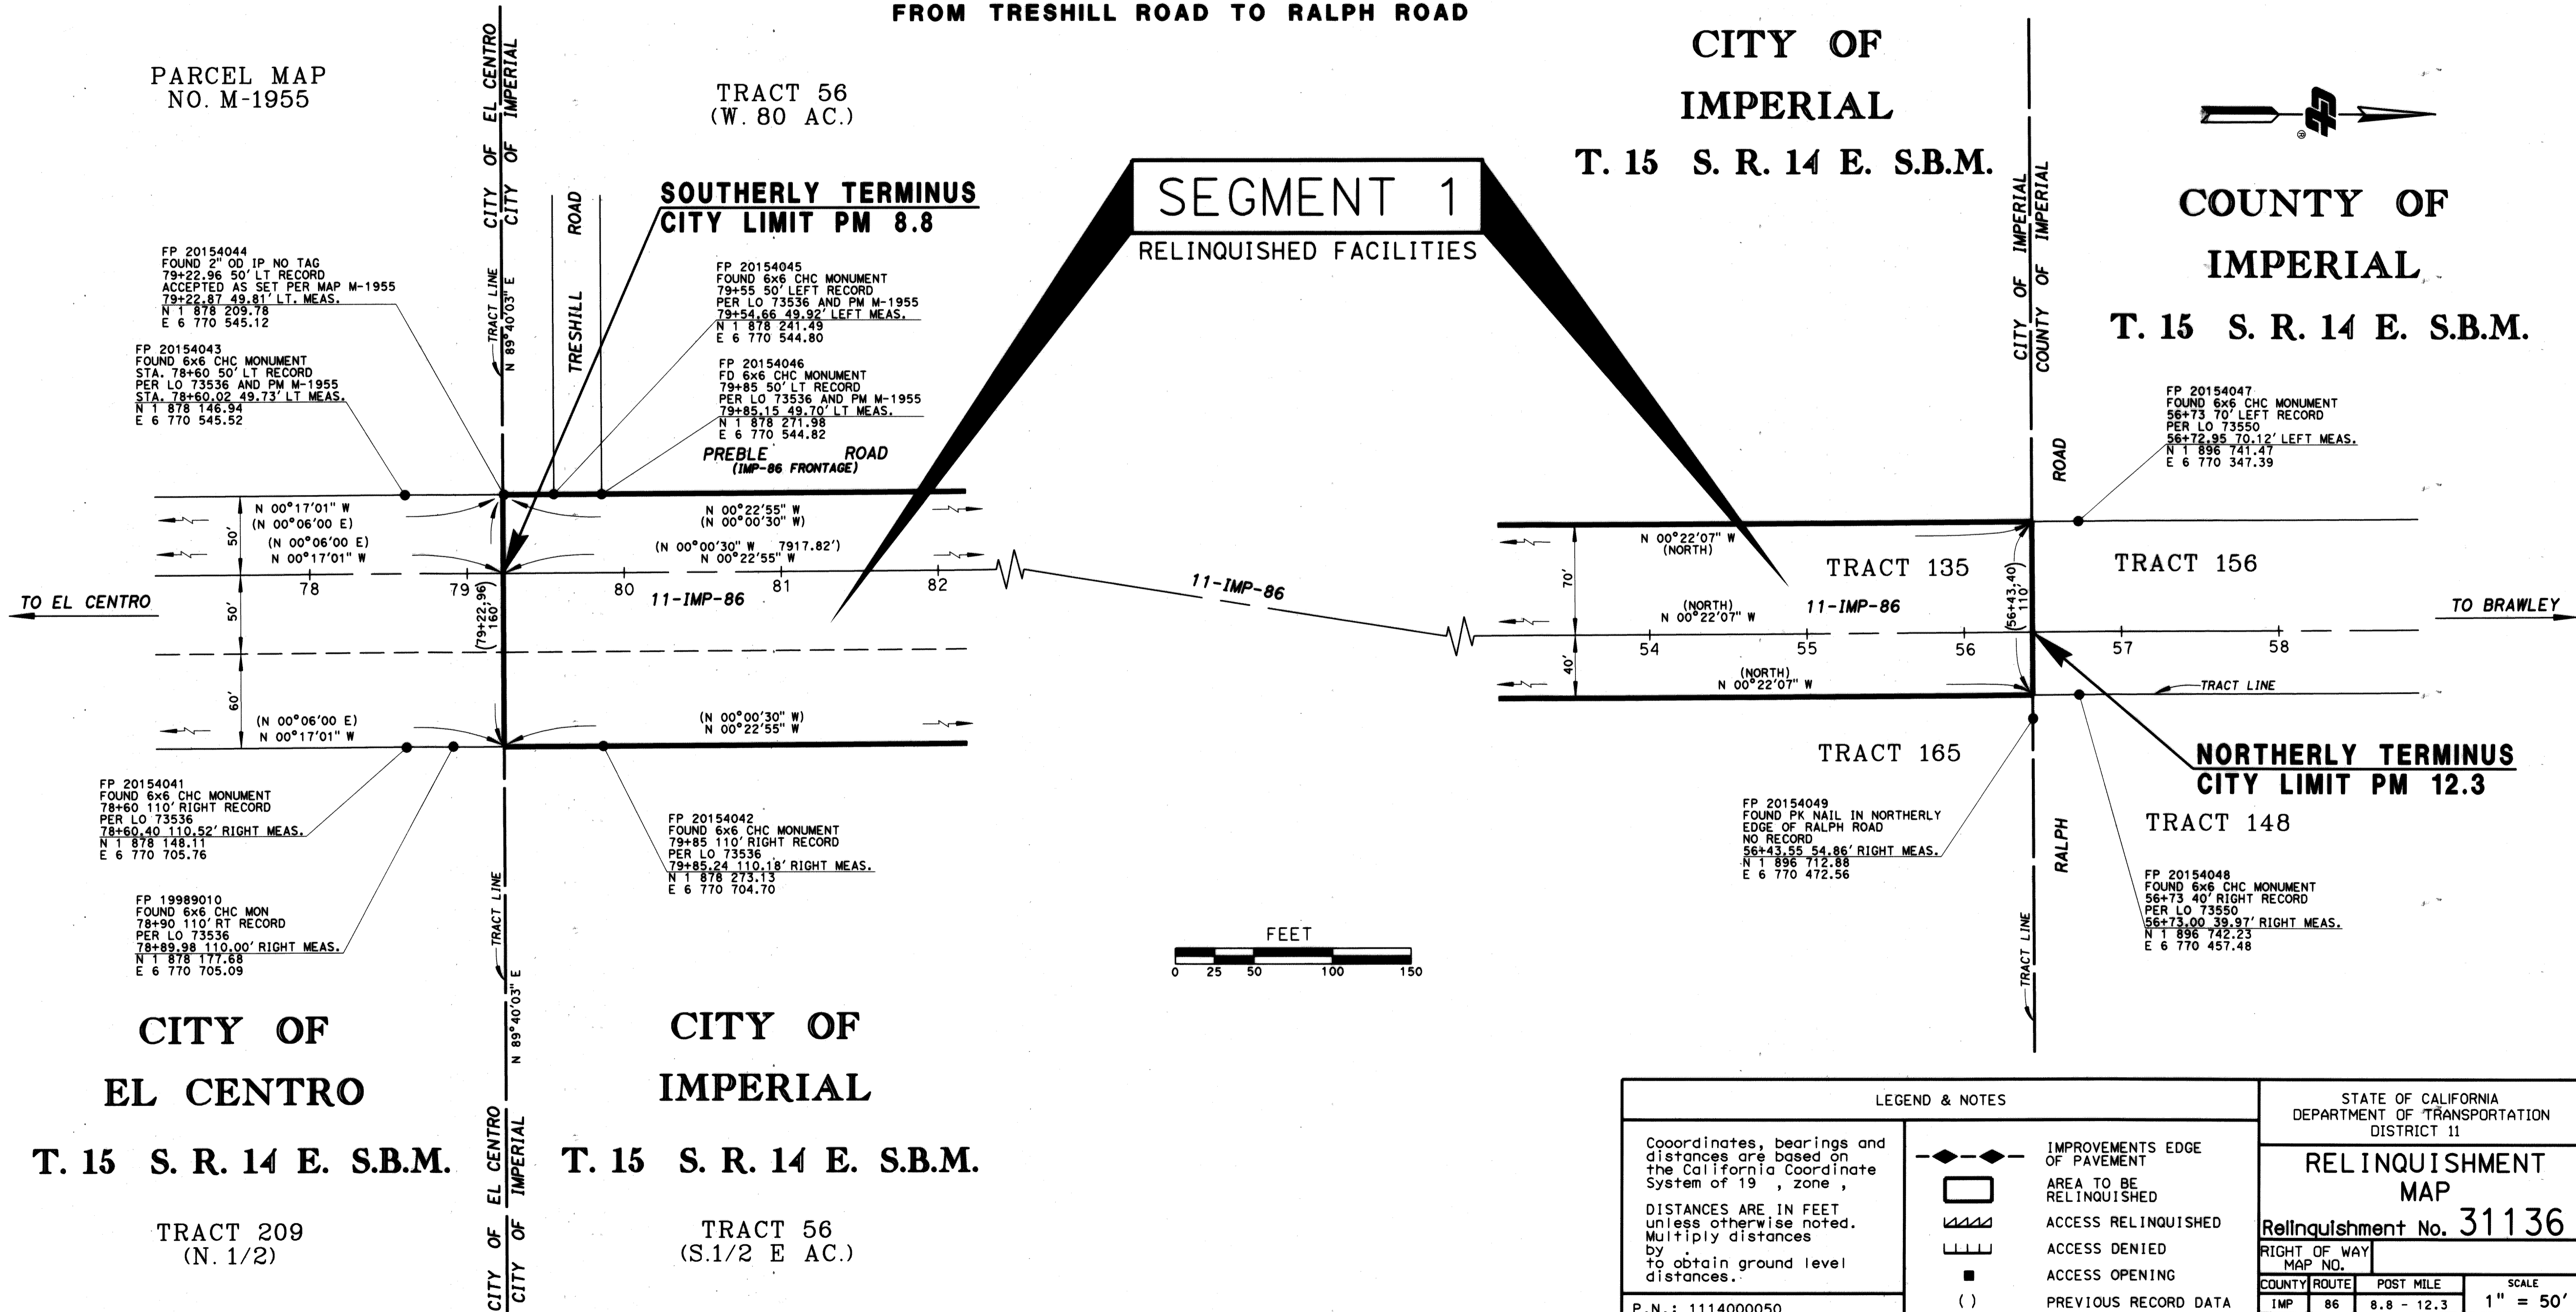 FROM TRESHILL ROAD TO RALPH ROAD
PARCEL MAP
NO. M-1955
CITY OF EL CENTRO
CITY OF IMPERIAL
TRACT 56
(W. 80 AC.)
CITY OF
IMPERIAL
T. 15 S. R. 14 E. S.B.M.
®
COUNTY OF
IMPERIAL
T. 15 S. R. 14 E. S.B.M.
CITY OF IMPERIAL
COUNTY OF IMPERIAL
SOUTHERLY TERMINUS
CITY LIMIT PM 8.8
SEGMENT 1
RELINQUISHED FACILITIES
TRESHILL ROAD
TRACT LINE
N 89°40'03" E
FP 20154044
FOUND 2" OD IP NO TAG
79+22.96 50' LT RECORD
ACCEPTED AS SET PER MAP M-1955
79+22.87 49.81' LT. MEAS.
N 1 878 209.78
E 6 770 545.12
FP 20154043
FOUND 6x6 CHC MONUMENT
STA. 78+60 50' LT RECORD
PER LO 73536 AND PM M-1955
STA. 78+60.02 49.73' LT MEAS.
N 1 878 146.94
E 6 770 545.52
FP 20154045
FOUND 6x6 CHC MONUMENT
79+55 50' LEFT RECORD
PER LO 73536 AND PM M-1955
79+54.66 49.92' LEFT MEAS.
N 1 878 241.49
E 6 770 544.80
FP 20154046
FD 6x6 CHC MONUMENT
79+85 50' LT RECORD
PER LO 73536 AND PM M-1955
79+85.15 49.70' LT MEAS.
N 1 878 271.98
E 6 770 544.82
PREBLE ROAD
(IMP-86 FRONTAGE)
FP 20154047
FOUND 6x6 CHC MONUMENT
56+73 70' LEFT RECORD
PER LO 73550
56+72.95 70.12' LEFT MEAS.
N 1 896 741.47
E 6 770 347.39
N 00°17'01" W
(N 00°06'00 E)
(N 00°06'00 E)
N 00°17'01" W
50'
N 00°22'55" W
(N 00°00'30" W)
(N 00°00'30" W 7917.82')
N 00°22'55" W
78 79 80 81 82
TO EL CENTRO
50'
(79+22.96)
160'
11-IMP-86
60'
(N 00°06'00 E)
N 00°17'01" W
(N 00°00'30" W)
N 00°22'55" W
11-IMP-86
N 00°22'07" W
(NORTH)
70'
TRACT 135
(NORTH)
N 00°22'07" W
11-IMP-86
(56+43.40)
110'
ROAD
TRACT 156
TO BRAWLEY
54 55 56 57 58
40'
(NORTH)
N 00°22'07" W
TRACT LINE
TRACT 165
NORTHERLY TERMINUS
CITY LIMIT PM 12.3
TRACT 148
RALPH
TRACT LINE
FP 20154041
FOUND 6x6 CHC MONUMENT
78+60 110' RIGHT RECORD
PER LO 73536
78+60.40 110.52' RIGHT MEAS.
N 1 878 148.11
E 6 770 705.76
FP 19989010
FOUND 6x6 CHC MON
78+90 110' RT RECORD
PER LO 73536
78+89.98 110.00' RIGHT MEAS.
N 1 878 177.68
E 6 770 705.09
FP 20154042
FOUND 6x6 CHC MONUMENT
79+85 110' RIGHT RECORD
PER LO 73536
79+85.24 110.18' RIGHT MEAS.
N 1 878 273.13
E 6 770 704.70
TRACT LINE
N 89°40'03" E
FP 20154049
FOUND PK NAIL IN NORTHERLY
EDGE OF RALPH ROAD
NO RECORD
56+43.55 54.86' RIGHT MEAS.
N 1 896 712.88
E 6 770 472.56
FP 20154048
FOUND 6x6 CHC MONUMENT
56+73 40' RIGHT RECORD
PER LO 73550
56+73.00 39.97' RIGHT MEAS.
N 1 896 742.23
E 6 770 457.48
FEET
0 25 50 100 150
CITY OF
EL CENTRO
T. 15 S. R. 14 E. S.B.M.
TRACT 209
(N. 1/2)
CITY OF EL CENTRO
CITY OF IMPERIAL
CITY OF
IMPERIAL
T. 15 S. R. 14 E. S.B.M.
TRACT 56
(S.1/2 E AC.)
CITY OF EL CENTRO
CITY OF IMPERIAL
LEGEND & NOTES
Cooordinates, bearings and
distances are based on
the California Coordinate
System of 19 , zone ,
DISTANCES ARE IN FEET
unless otherwise noted.
Multiply distances
by .
to obtain ground level
distances.
P.N.: 1114000050
IMPROVEMENTS EDGE
OF PAVEMENT
AREA TO BE
RELINQUISHED
ACCESS RELINQUISHED
ACCESS DENIED
ACCESS OPENING
( ) PREVIOUS RECORD DATA
STATE OF CALIFORNIA
DEPARTMENT OF TRANSPORTATION
DISTRICT 11
RELINQUISHMENT
MAP
Relinquishment No. 31136
RIGHT OF WAY
MAP NO.
COUNTY ROUTE POST MILE SCALE
IMP 86 8.8 - 12.3 1" = 50'